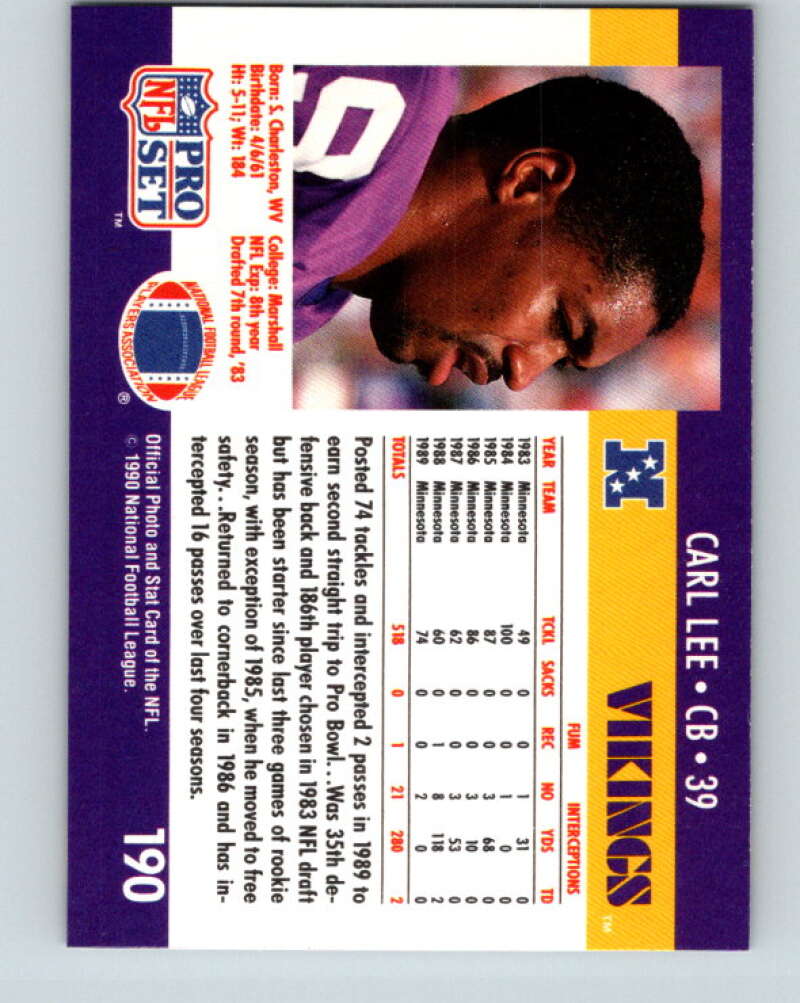 CARL LEE • CB • 39
VIKINGS
TM
N
9
Born: S. Charleston, WV College: Marshall
Birthdate: 4/6/61 NFL Exp: 8th year
Ht: 5-11; Wt: 184 Drafted 7th round, '83
FUM INTERCEPTIONS
YEAR TEAM TCKL SACKS REC NO YDS TD
1983 Minnesota 49 0 0 1 31 0
1984 Minnesota 100 0 0 1 0 0
1985 Minnesota 87 0 0 3 68 0
1986 Minnesota 86 0 0 3 10 0
1987 Minnesota 62 0 0 3 53 0
1988 Minnesota 60 0 1 8 118 2
1989 Minnesota 74 0 0 2 0 0
TOTALS 518 0 1 21 280 2
Posted 74 tackles and intercepted 2 passes in 1989 to
earn second straight trip to Pro Bowl...Was 35th de-
fensive back and 186th player chosen in 1983 NFL draft
but has been starter since last three games of rookie
season, with exception of 1985, when he moved to free
safety...Returned to cornerback in 1986 and has in-
tercepted 16 passes over last four seasons.
NFL PRO SET
TM
NATIONAL FOOTBALL LEAGUE
PLAYERS ASSOCIATION
®
Official Photo and Stat Card of the NFL.
© 1990 National Football League.
190